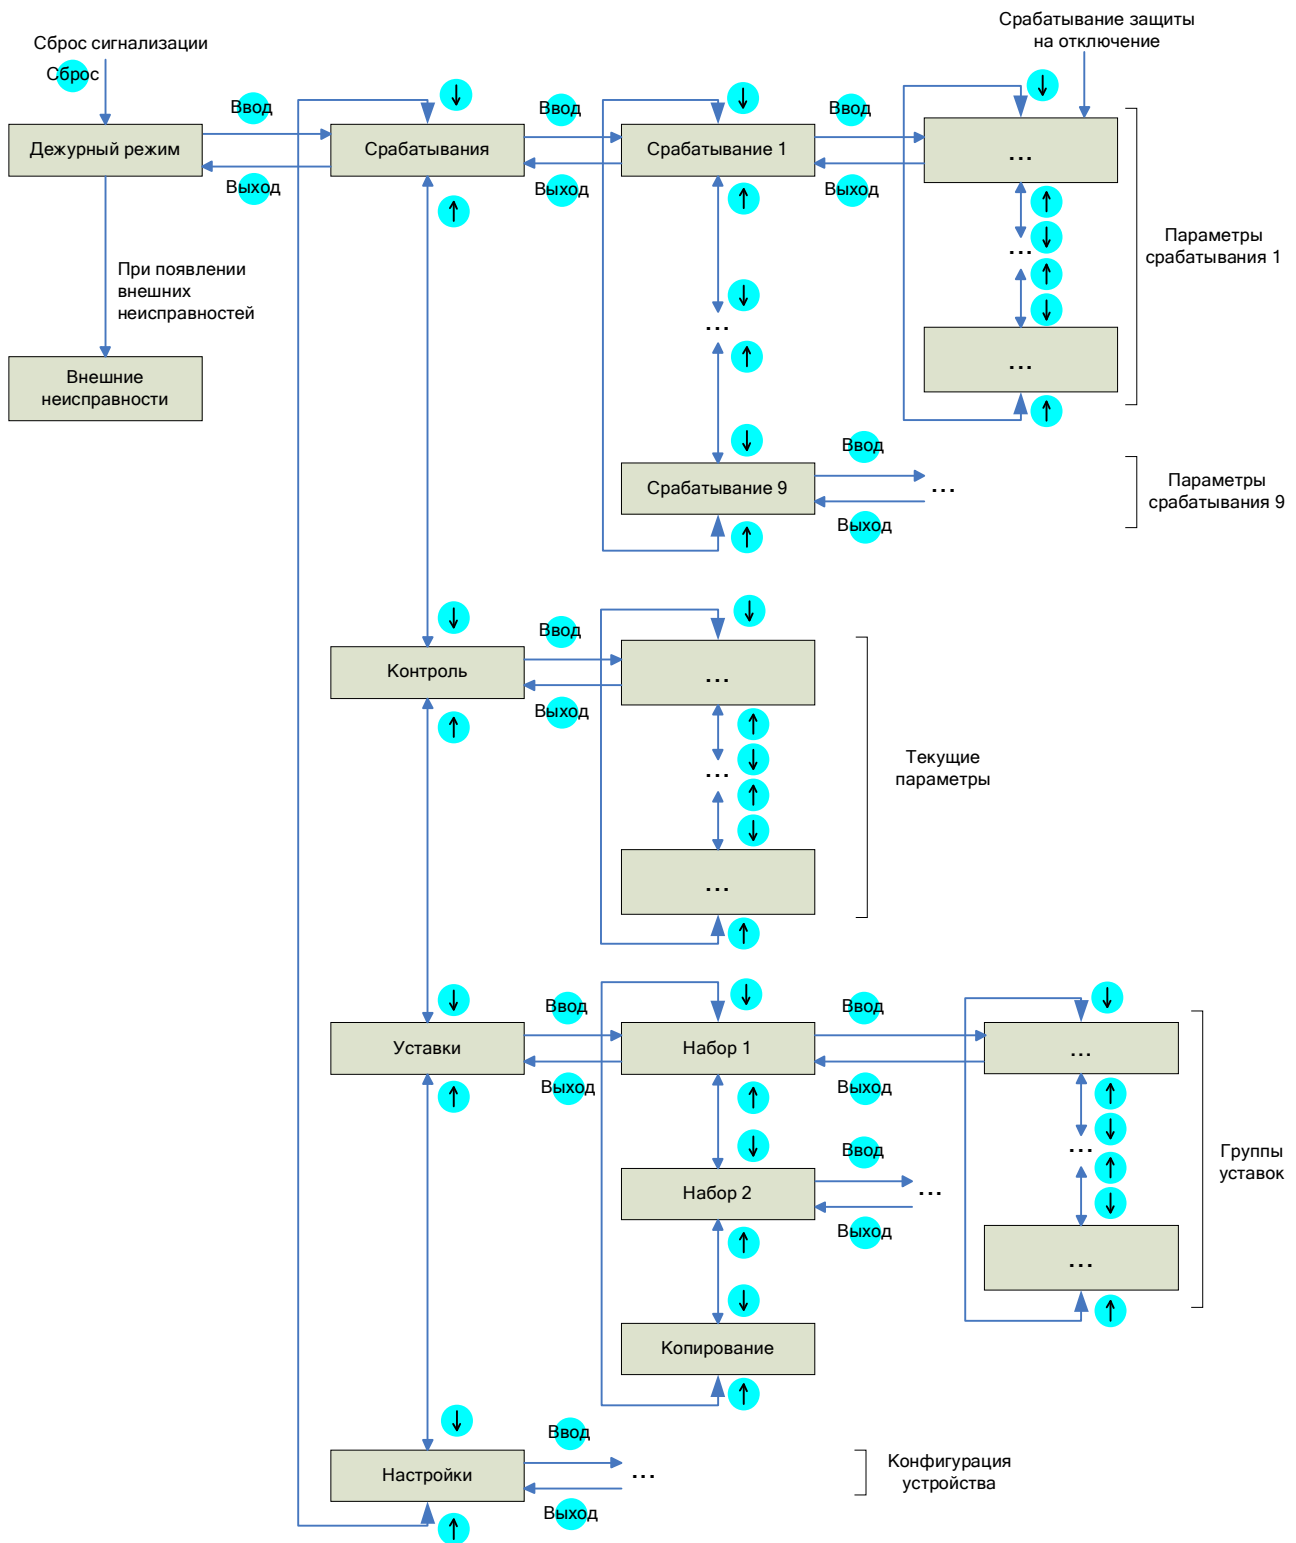 Сброс сигнализации
Сброс
Срабатывание защиты
на отключение
↓
↓
↓
Ввод
Ввод
Ввод
Дежурный режим
Срабатывания
Срабатывание 1
...
Выход
Выход
Выход
↑
↑
↑
↓
...
↑
↓
Параметры
срабатывания 1
При появлении
внешних
неисправностей
↓
...
↑
Внешние
неисправности
...
↑
↓
Ввод
Срабатывание 9
...
Выход
↑
Параметры
срабатывания 9
↓
↓
Ввод
Контроль
...
Выход
↑
↑
↓
...
↑
↓
Текущие
параметры
...
↑
↓
↓
↓
Ввод
Ввод
Уставки
Набор 1
...
Выход
Выход
↑
↑
↑
↓
↓
...
↑
↓
Группы
уставок
Ввод
Набор 2
...
Выход
↑
...
↑
↓
Копирование
↑
↓
Ввод
Настройки
...
Выход
↑
Конфигурация
устройства